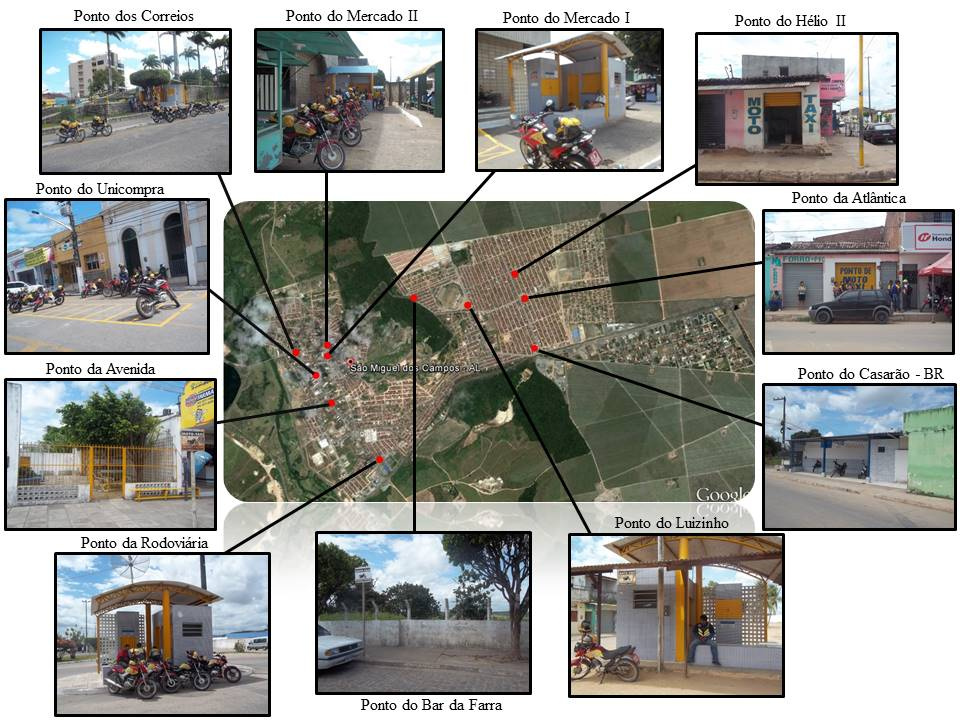 Ponto dos Correios
Ponto do Mercado II
Ponto do Mercado I
Ponto do Hélio II
MOTO
TAXI
Ponto do Unicompra
Ponto da Atlântica
Honda
FORRO
PONTO DE
MOTO
TAXI
São Miguel dos Campos - AL
Ponto da Avenida
Ponto do Casarão - BR
Google
Ponto da Rodoviária
Ponto do Luizinho
Ponto do Bar da Farra